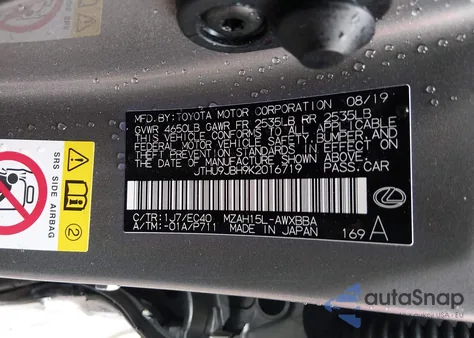 MFD.BY:TOYOTA MOTOR CORPORATION 08/19
GVWR 4650LB GAWR FR 2535LB RR 2535LB
THIS VEHICLE CONFORMS TO ALL APPLICABLE
FEDERAL MOTOR VEHICLE SAFETY, BUMPER, AND
THEFT PREVENTION STANDARDS IN EFFECT ON THE
DATE OF MANUFACTURE SHOWN ABOVE.
JTHU9JBH9K2016719 PASS.CAR
C/TR:1J7/EC40 MZAH15L-AWXBBA
A/TM:-01A/P711 MADE IN JAPAN 169A
SRS SIDE AIRBAG
autoSnap